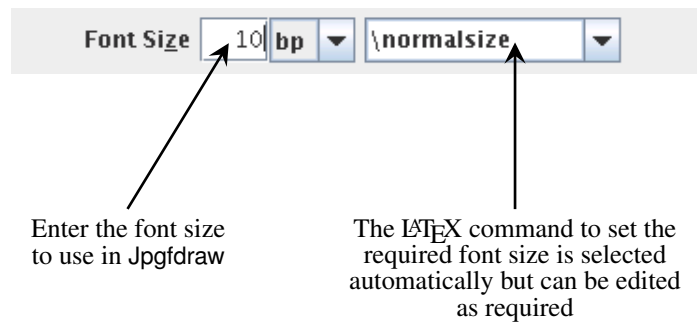 Font Size 10 bp \normalsize
Enter the font size
to use in Jpgfdraw
The LATEX command to set the
required font size is selected
automatically but can be edited
as required